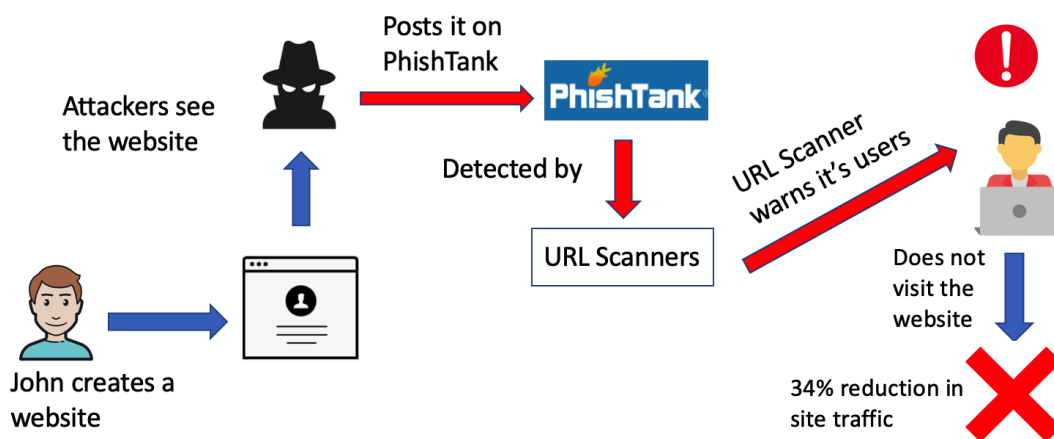 Posts it on
PhishTank
Attackers see
the website
PhishTank®
Detected by
URL Scanner
warns it's users
URL Scanners
Does not
visit the
website
John creates a
website
34% reduction in
site traffic